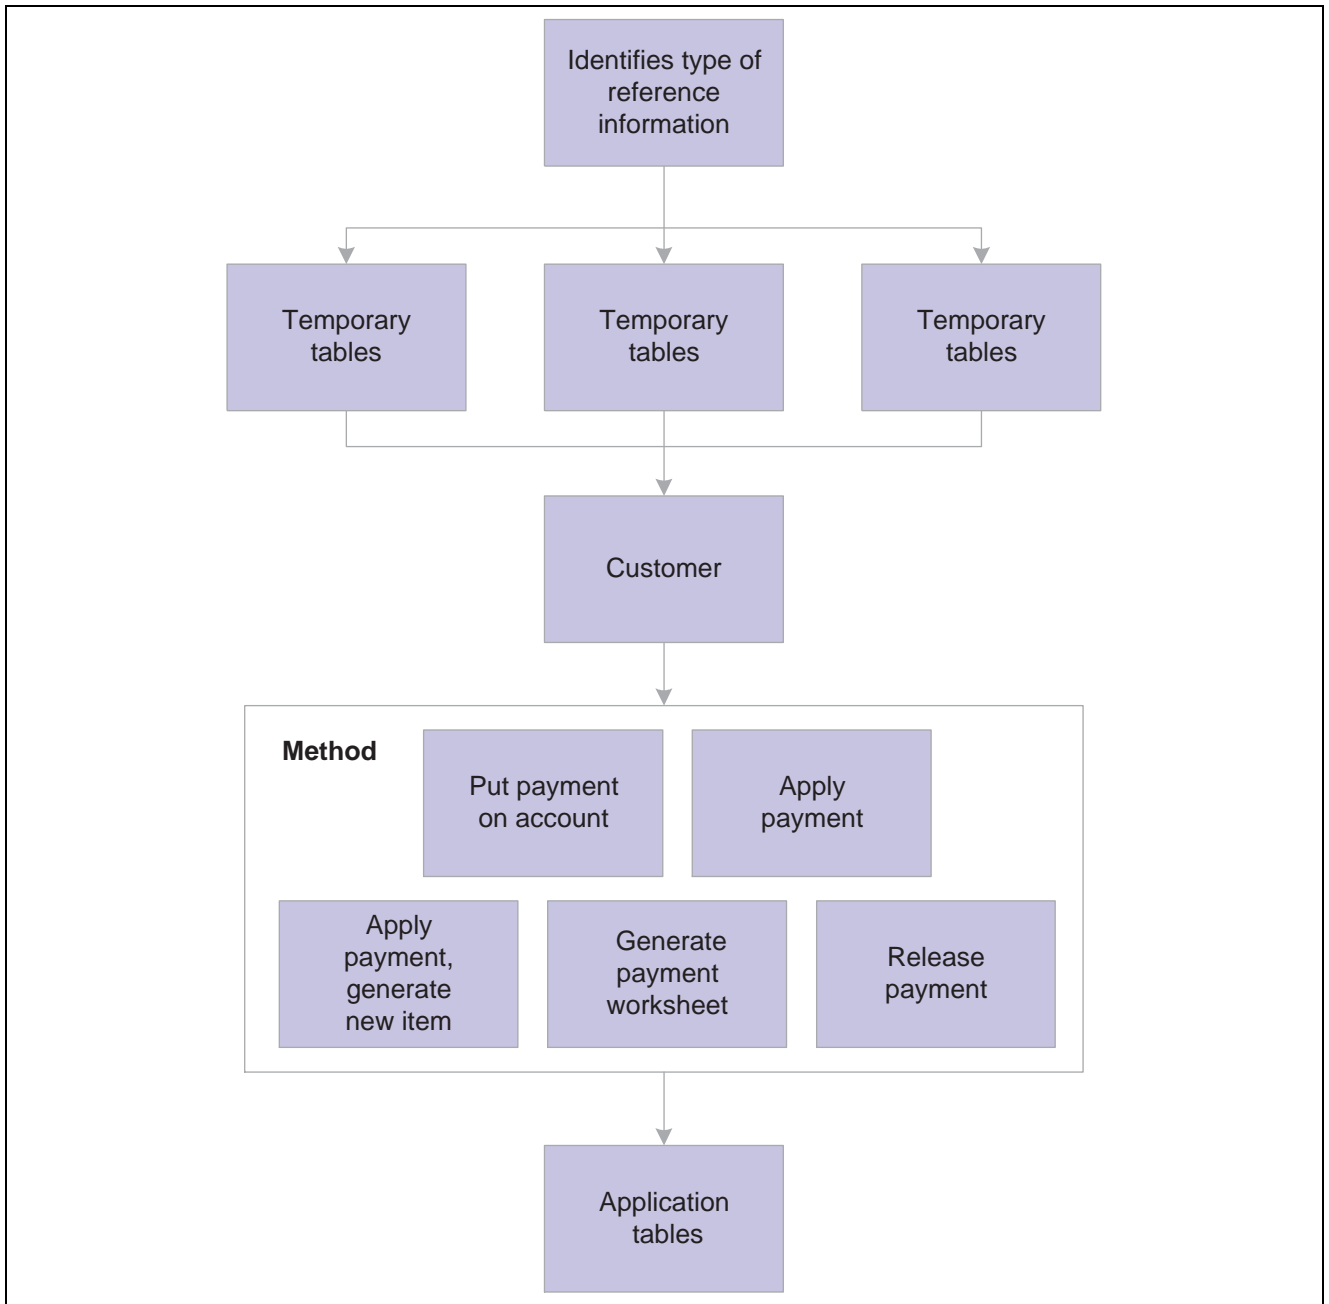 Identifies type of
reference
information
Temporary
tables
Temporary
tables
Temporary
tables
Customer
Method
Put payment
on account
Apply
payment
Apply
payment,
generate
new item
Generate
payment
worksheet
Release
payment
Application
tables